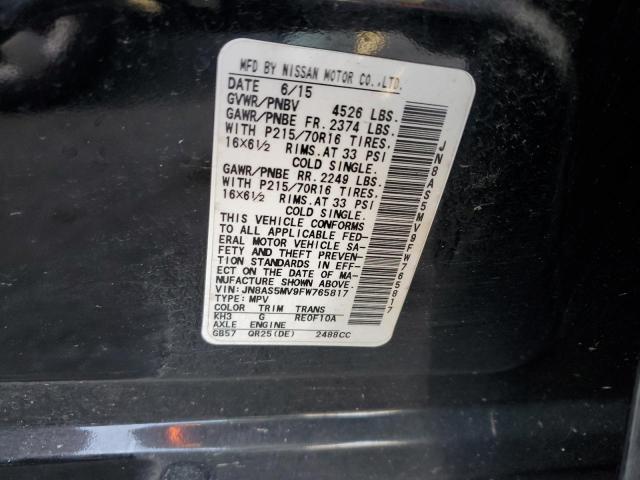 MFD BY NISSAN MOTOR CO.,LTD.
DATE 6/15
GVWR/PNBV 4526 LBS.
GAWR/PNBE FR. 2374 LBS.
WITH P215/70R16 TIRES.
16×6½ RIMS.AT 33 PSI
COLD SINGLE.
GAWR/PNBE RR. 2249 LBS.
WITH P215/70R16 TIRES.
16×6½ RIMS.AT 33 PSI
COLD SINGLE.
THIS VEHICLE CONFORMS
TO ALL APPLICABLE FED-
ERAL MOTOR VEHICLE SA-
FETY AND THEFT PREVEN-
TION STANDARDS IN EFF-
ECT ON THE DATE OF MA-
NUFACTURE SHOWN ABOVE.
VIN:JN8AS5MV9FW765817
TYPE: MPV
COLOR TRIM TRANS
KH3 G RE0F10A
AXLE ENGINE
GB57 QR25(DE) 2488CC
JN8AS5MV9FW765817